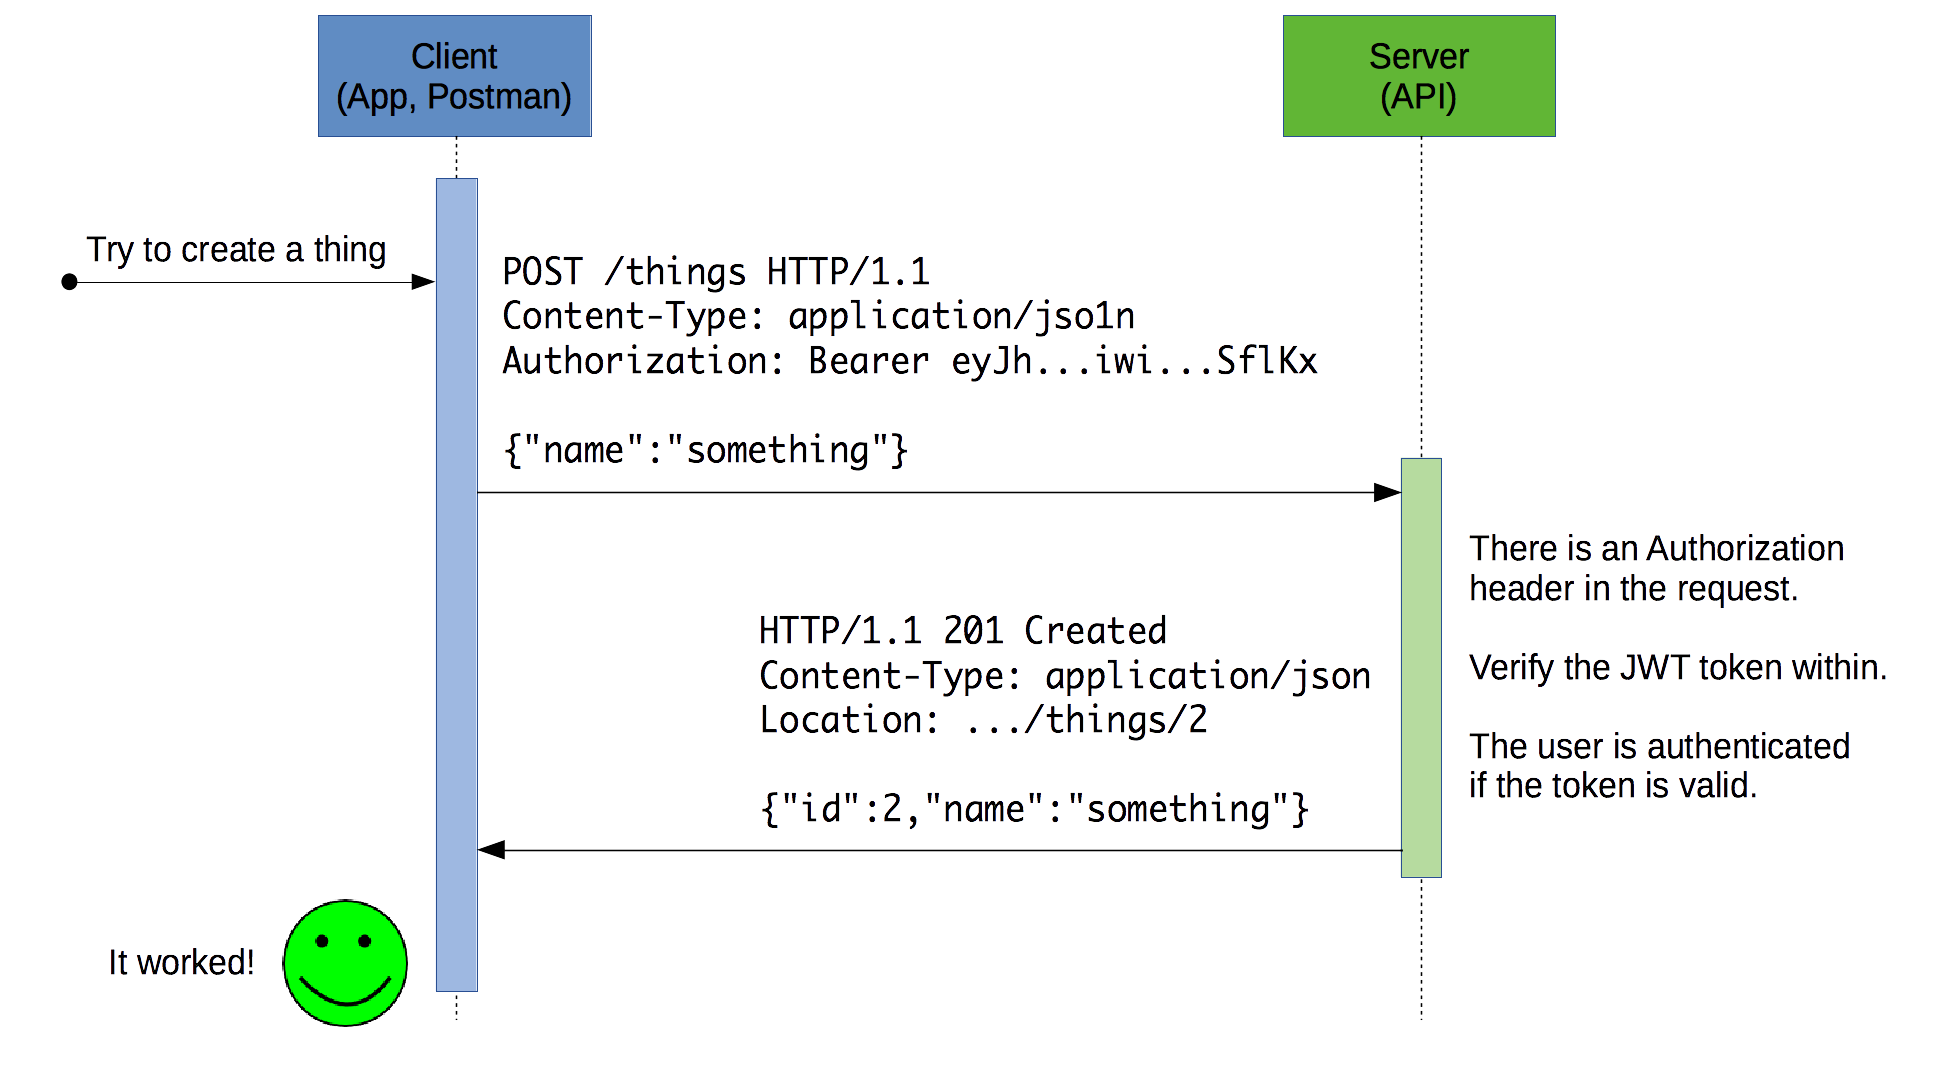 Client
(App, Postman)
Server
(API)
Try to create a thing
POST /things HTTP/1.1
Content-Type: application/jso1n
Authorization: Bearer eyJh...iwi...SflKx
{"name":"something"}
There is an Authorization
header in the request.
Verify the JWT token within.
The user is authenticated
if the token is valid.
HTTP/1.1 201 Created
Content-Type: application/json
Location: .../things/2
{"id":2,"name":"something"}
It worked!